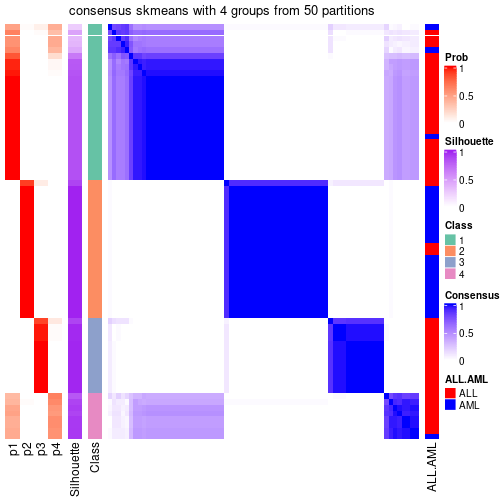 consensus skmeans with 4 groups from 50 partitions
Prob
1
0.5
0
Silhouette
1
0.5
0
Class
1
2
3
4
Consensus
1
0.5
0
ALL.AML
ALL
AML
p1
p2
p3
p4
Silhouette
Class
ALL.AML